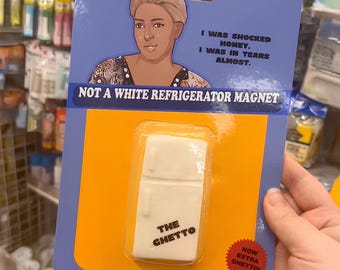 I WAS SHOCKED
HONEY.
I WAS IN TEARS
ALMOST.
NOT A WHITE REFRIGERATOR MAGNET
THE
GHETTO
NOW
EXTRA
GHETTO!